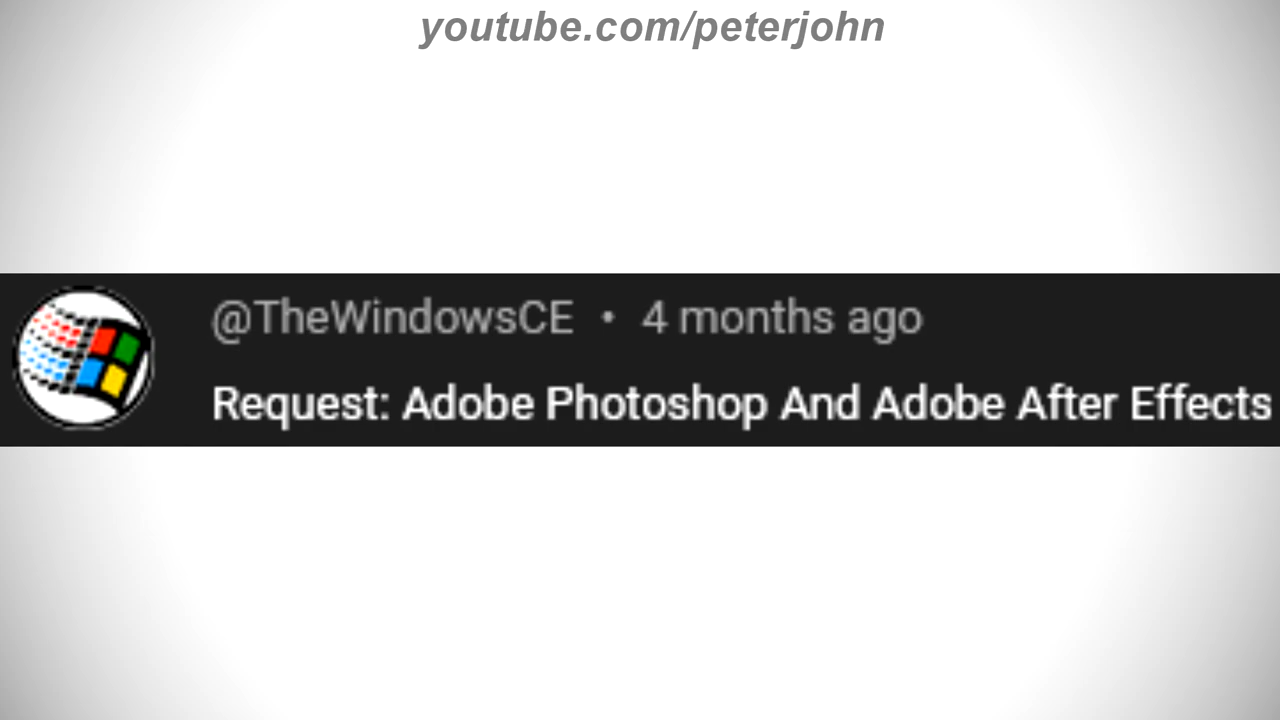 youtube.com/peterjohn
@TheWindowsCE • 4 months ago
Request: Adobe Photoshop And Adobe After Effects